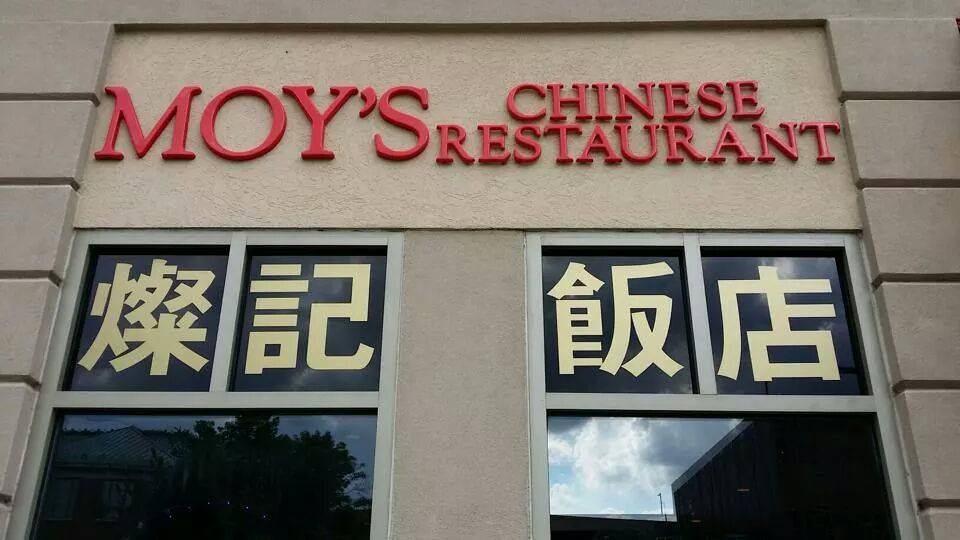 MOY'S CHINESE RESTAURANT
燦記 飯店